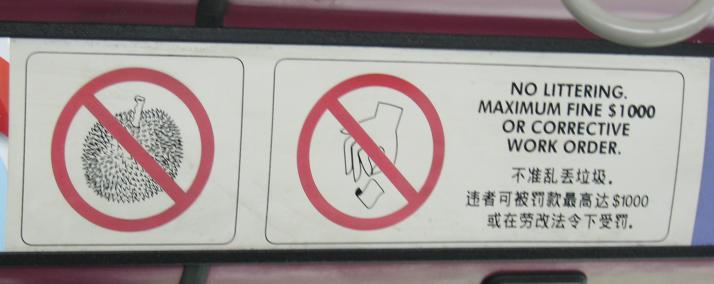 NO LITTERING.
MAXIMUM FINE $1000
OR CORRECTIVE
WORK ORDER.
不准乱丢垃圾.
违者可被罚款最高达$1000
或在劳改法令下受罚.